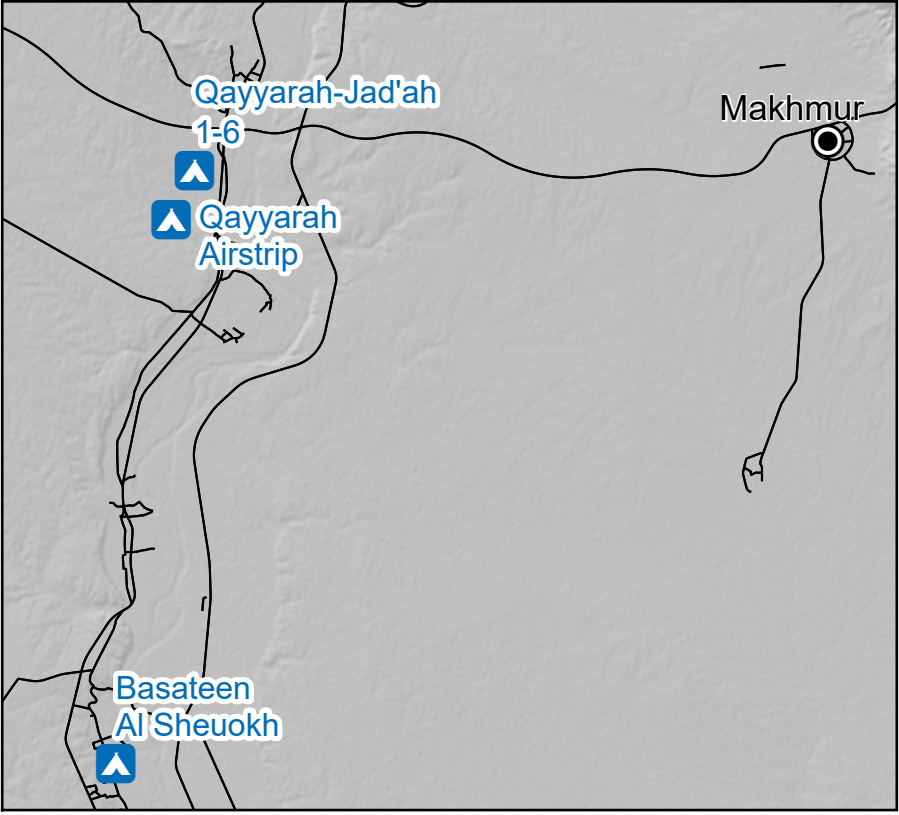 Qayyarah-Jad'ah
1-6
Makhmur
Qayyarah
Airstrip
Basateen
Al Sheuokh